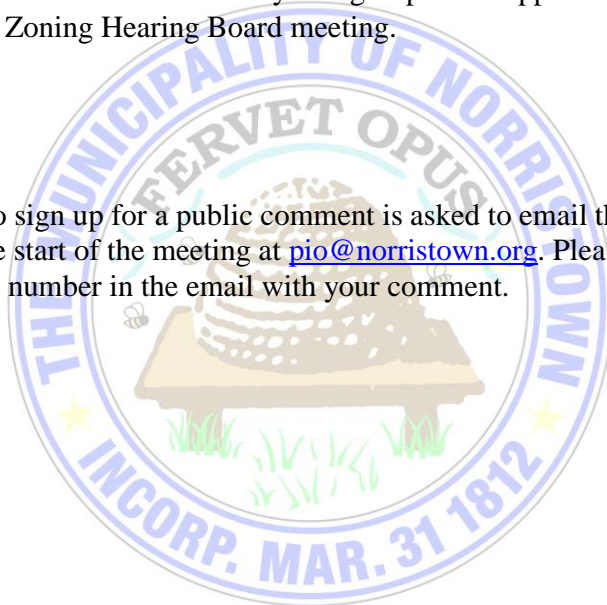 Zoning Hearing Board meeting.
THE MUNICIPALITY OF NORRISTOWN
FERVET OPUS
o sign up for a public comment is asked to email th
e start of the meeting at pio@norristown.org. Plea
number in the email with your comment.
INCORP. MAR. 31 1812